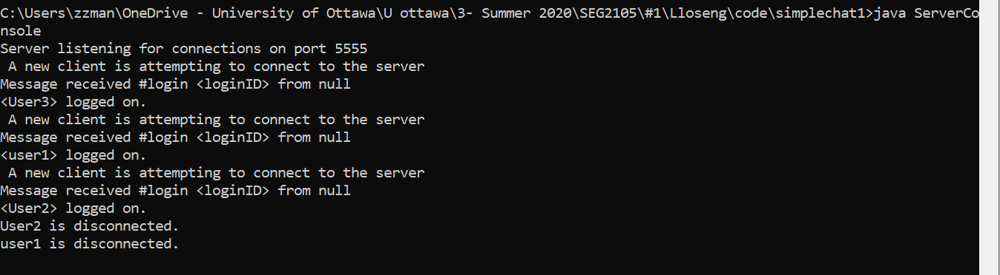 C:\Users\zzman\OneDrive - University of Ottawa\U ottawa\3- Summer 2020\SEG2105\#1\Lloseng\code\simplechat1>java ServerCo
nsole
Server listening for connections on port 5555
 A new client is attempting to connect to the server
Message received #login <loginID> from null
<User3> logged on.
 A new client is attempting to connect to the server
Message received #login <loginID> from null
<user1> logged on.
 A new client is attempting to connect to the server
Message received #login <loginID> from null
<User2> logged on.
User2 is disconnected.
user1 is disconnected.